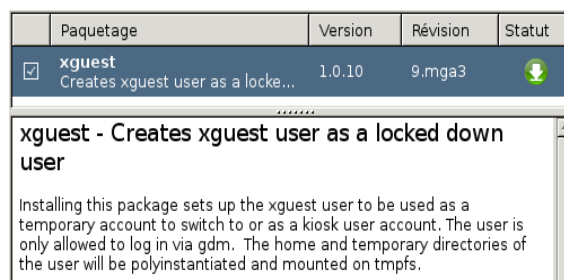 Paquetage Version Révision Statut
xguest
Creates xguest user as a locke... 1.0.10 9.mga3
xguest - Creates xguest user as a locked down
user
Installing this package sets up the xguest user to be used as a
temporary account to switch to or as a kiosk user account. The user is
only allowed to log in via gdm.  The home and temporary directories of
the user will be polyinstantiated and mounted on tmpfs.